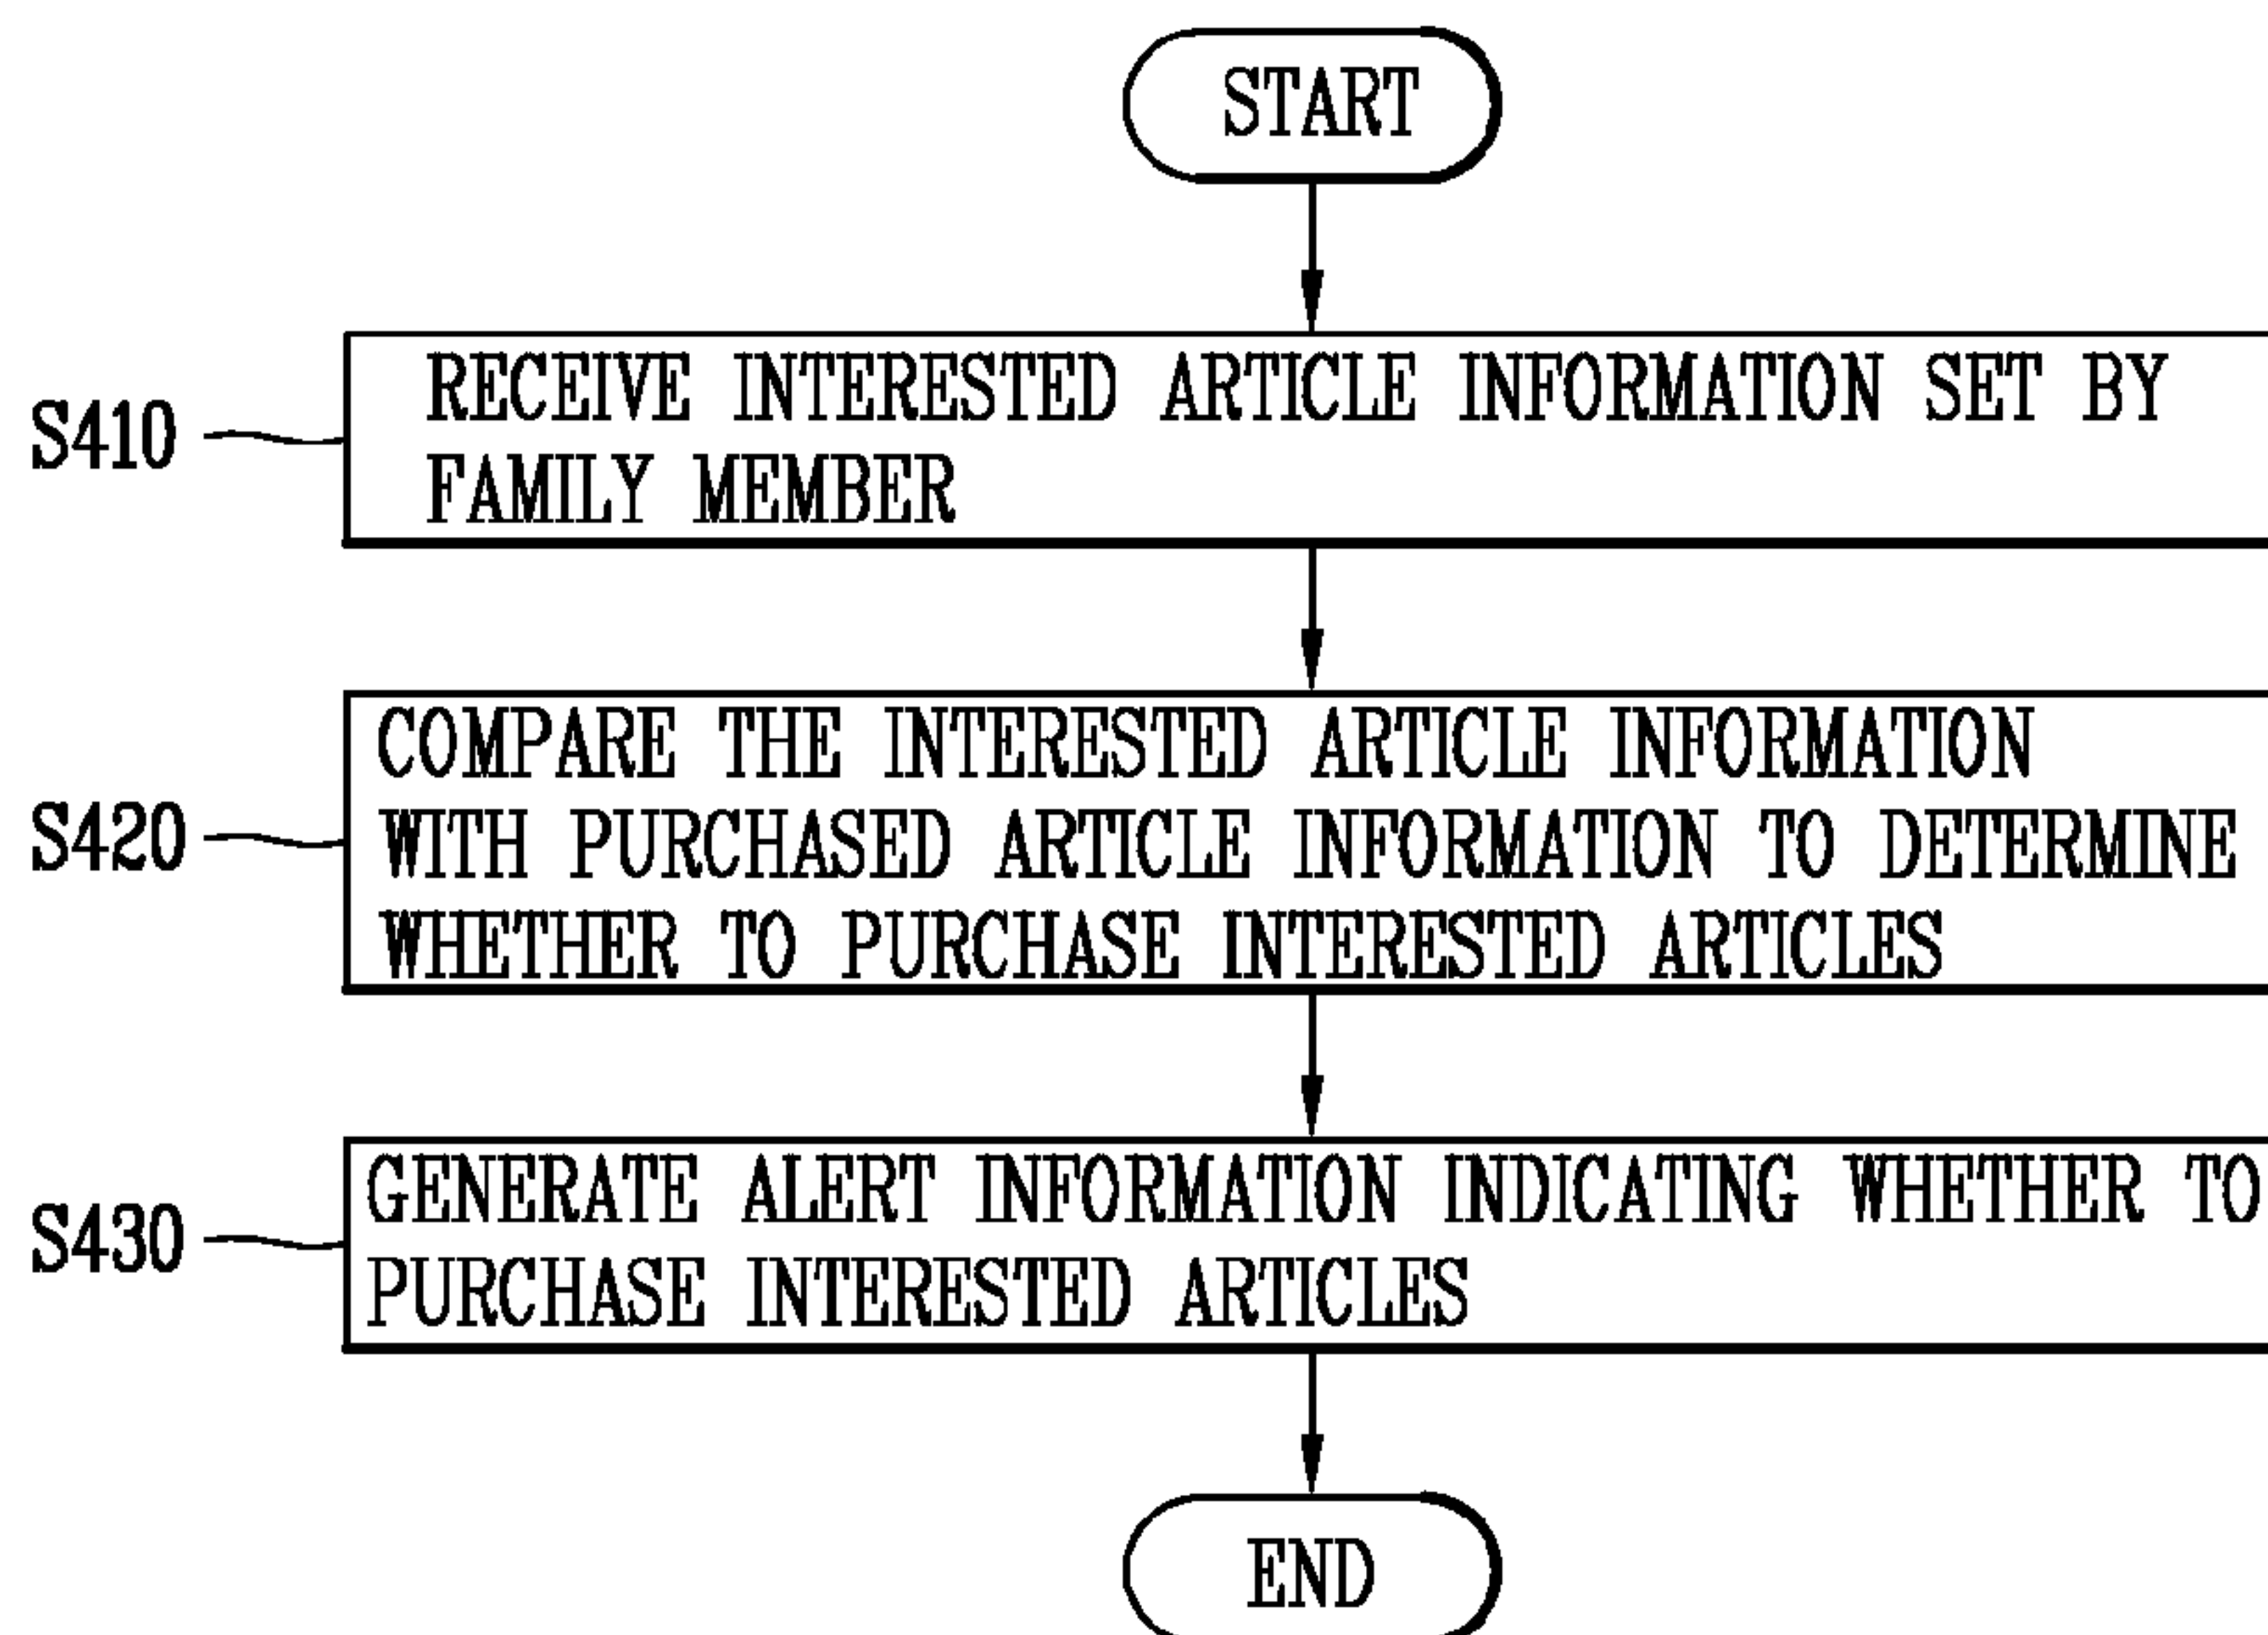 START
S410
RECEIVE INTERESTED ARTICLE INFORMATION SET BY
FAMILY MEMBER
S420
COMPARE THE INTERESTED ARTICLE INFORMATION
WITH PURCHASED ARTICLE INFORMATION TO DETERMINE
WHETHER TO PURCHASE INTERESTED ARTICLES
S430
GENERATE ALERT INFORMATION INDICATING WHETHER TO
PURCHASE INTERESTED ARTICLES
END